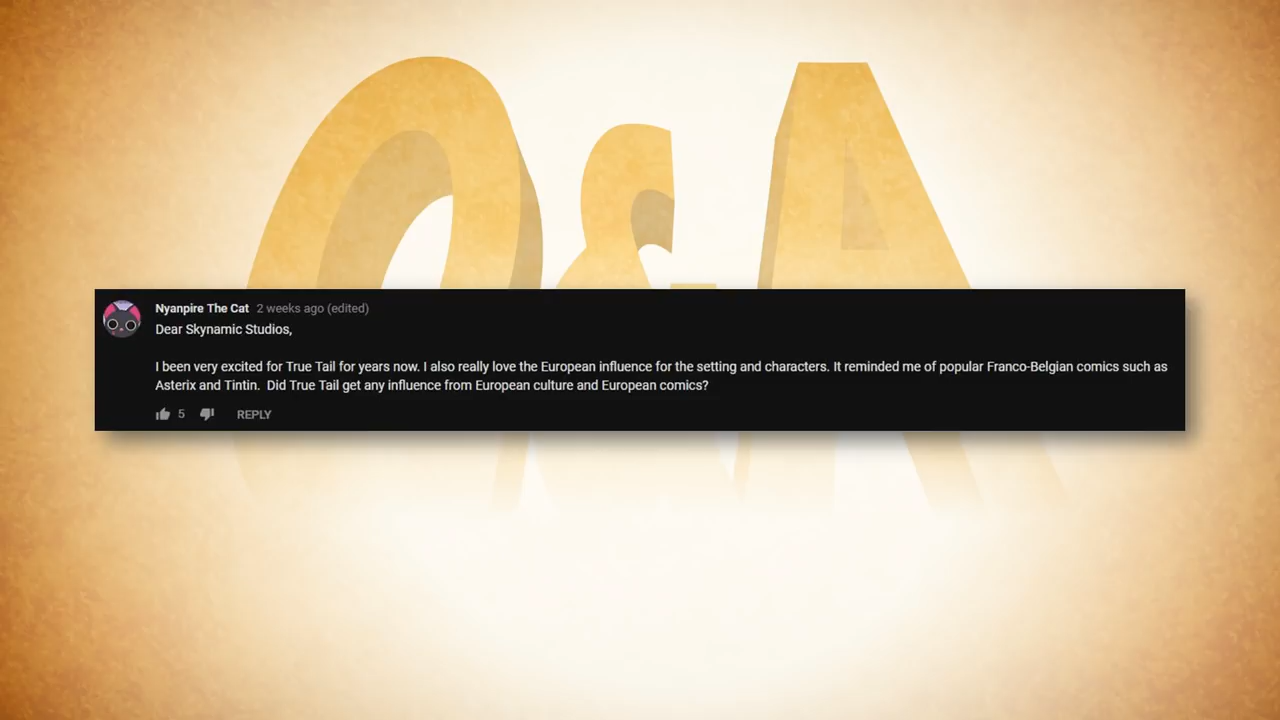 Q&A
Nyanpire The Cat 2 weeks ago (edited)
Dear Skynamic Studios,
I been very excited for True Tail for years now. I also really love the European influence for the setting and characters. It reminded me of popular Franco-Belgian comics such as
Asterix and Tintin.  Did True Tail get any influence from European culture and European comics?
5 REPLY